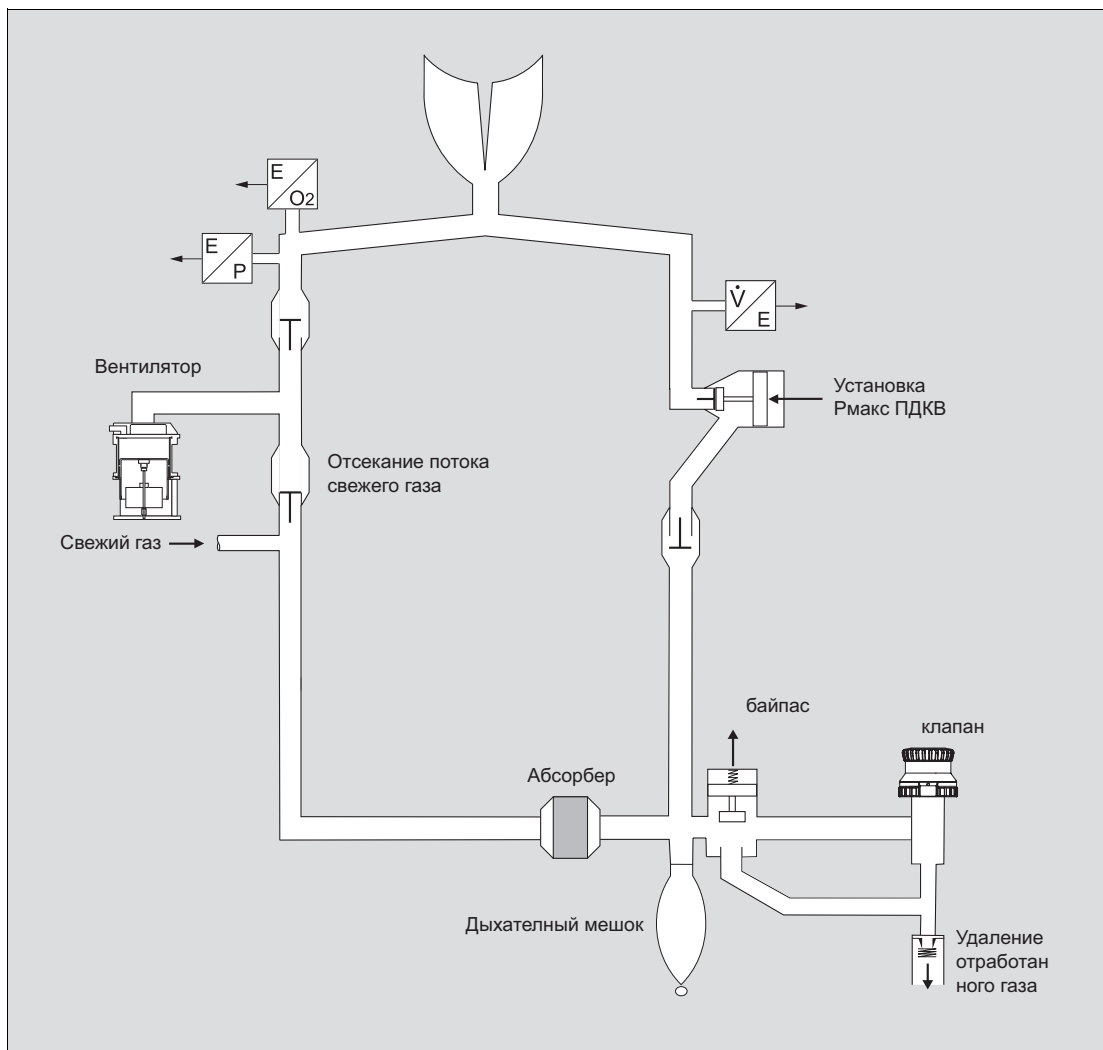 E
O2
E
P
V̇
E
Вентилятор
Установка
Рмакс ПДКВ
Отсекание потока
свежего газа
Свежий газ
байпас
клапан
Абсорбер
Дыхателный мешок
Удаление
отработан
ного газа